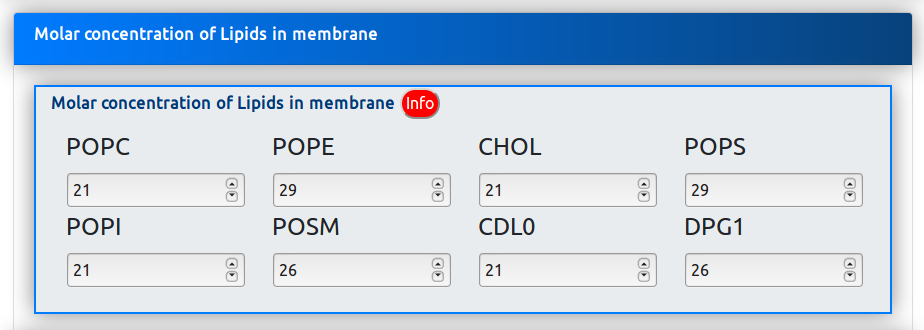 Molar concentration of Lipids in membrane
Molar concentration of Lipids in membrane Info
POPC POPE CHOL POPS
21 29 21 29
POPI POSM CDL0 DPG1
21 26 21 26